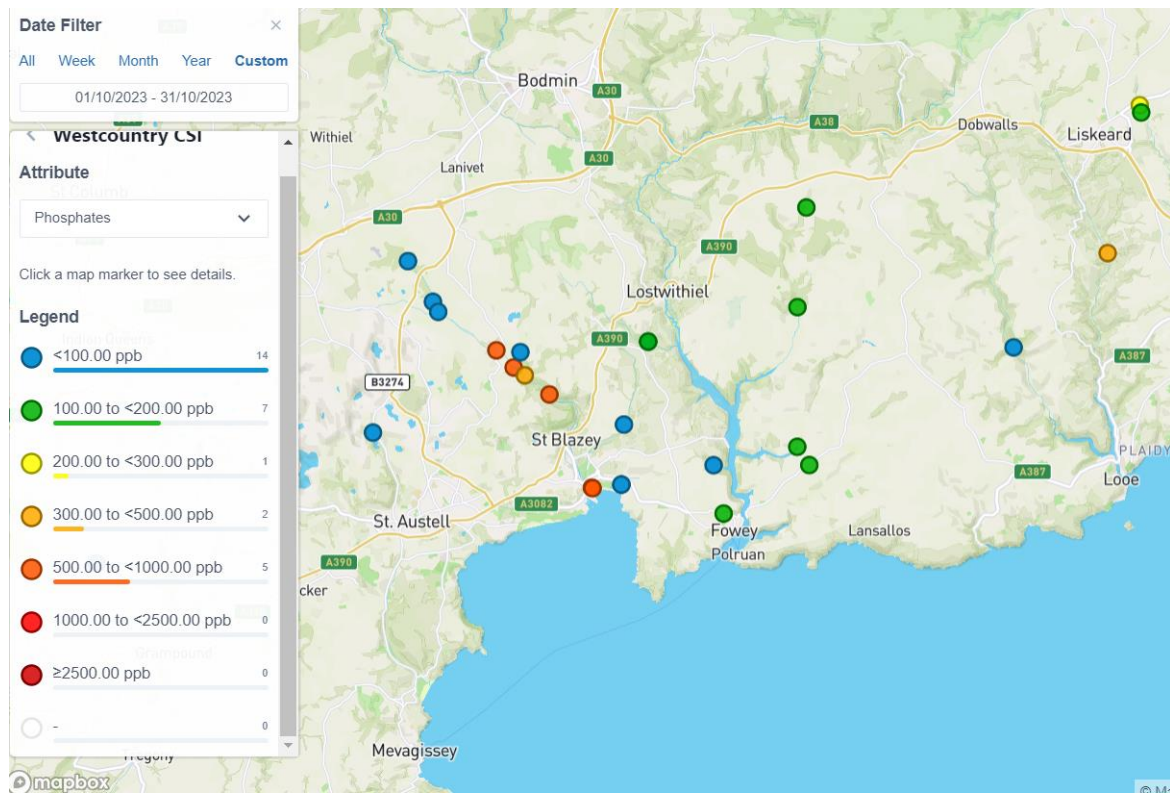 Date Filter ×
All Week Month Year Custom
01/10/2023 - 31/10/2023
Westcountry CSI
Attribute
Phosphates
Click a map marker to see details.
Legend
<100.00 ppb 14
100.00 to <200.00 ppb 7
200.00 to <300.00 ppb 1
300.00 to <500.00 ppb 2
500.00 to <1000.00 ppb 5
1000.00 to <2500.00 ppb 0
≥2500.00 ppb 0
- 0
Grampound
Tregony
mapbox
Bodmin
A30
A38
Dobwalls
Liskeard
Withiel
Lanivet
A30
A30
A390
Lostwithiel
A390
A387
B3274
St Blazey
PLAIDY
A387
Looe
A3082
St. Austell
Fowey
Lansallos
Polruan
A390
cker
Mevagissey